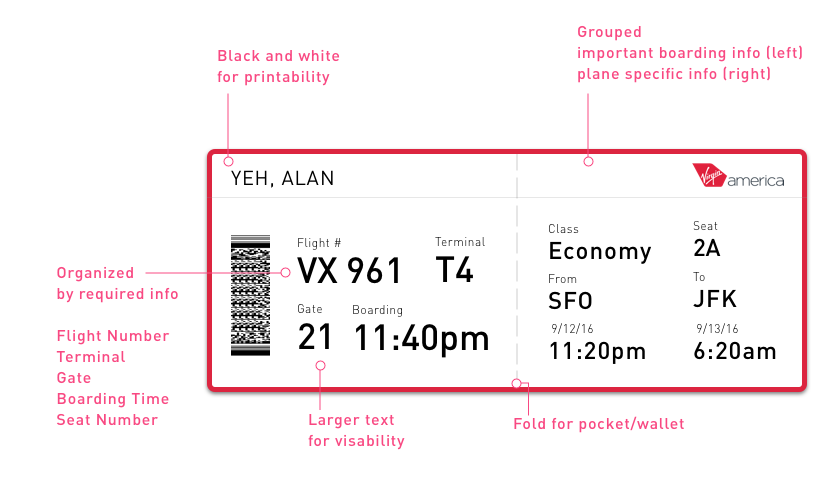 Black and white
for printability
Grouped
important boarding info (left)
plane specific info (right)
YEH, ALAN
Virgin america
Organized
by required info
Flight Number
Terminal
Gate
Boarding Time
Seat Number
Flight #
VX 961
Terminal
T4
Gate
21
Boarding
11:40pm
Class
Economy
Seat
2A
From
SFO
To
JFK
9/12/16
11:20pm
9/13/16
6:20am
Larger text
for visability
Fold for pocket/wallet